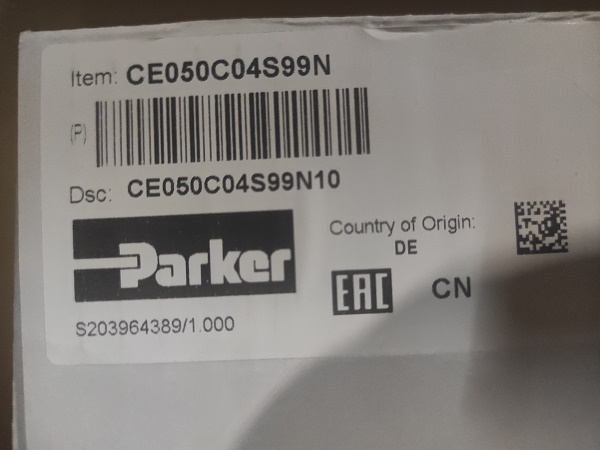 Item: CE050C04S99N
(P)
Dsc: CE050C04S99N10
Parker
Country of Origin:
DE
EAC CN
S203964389/1.000